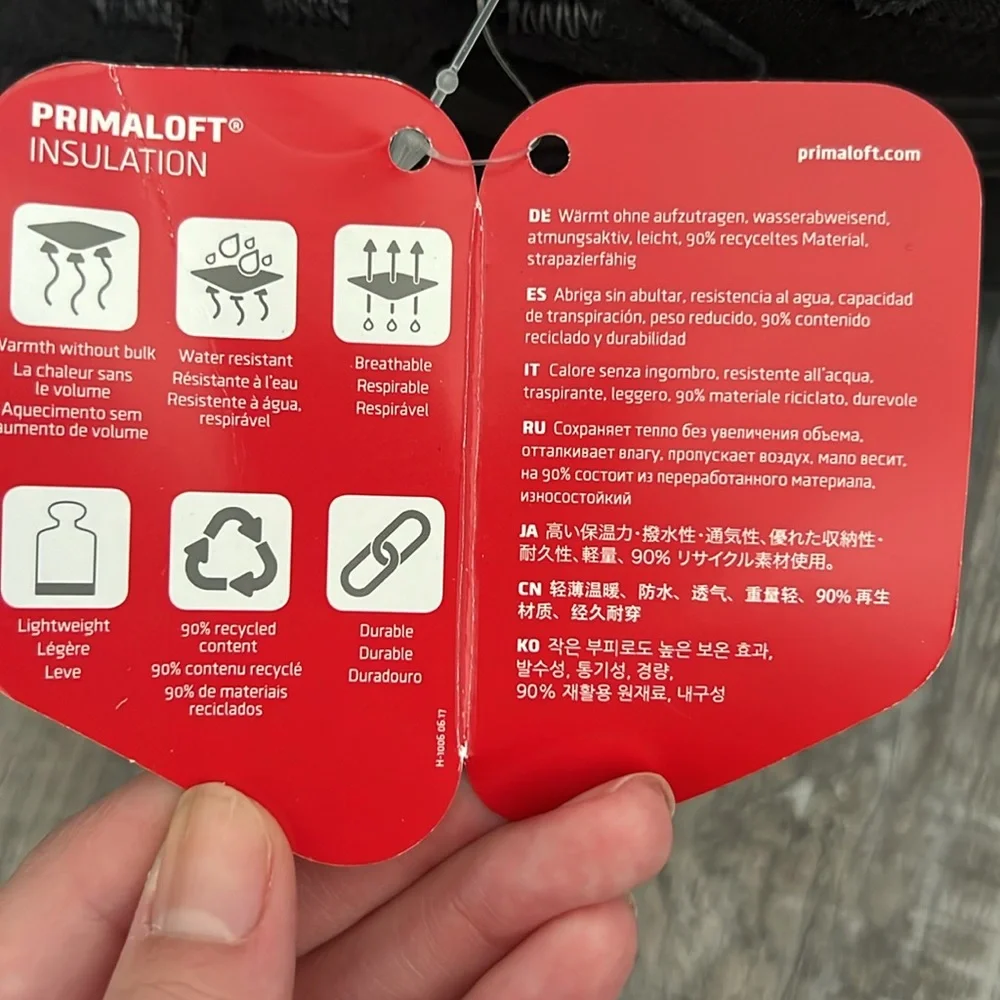 PRIMALOFT®
INSULATION
Warmth without bulk
La chaleur sans
le volume
Aquecimento sem
aumento de volume
Water resistant
Résistante à l'eau
Resistente à água,
respirável
Breathable
Respirable
Respirável
Lightweight
Légère
Leve
90% recycled
content
90% contenu recyclé
90% de materiais
reciclados
Durable
Durable
Duradouro
H-1006 06.17
primaloft.com
DE Wärmt ohne aufzutragen, wasserabweisend,
atmungsaktiv, leicht, 90% recyceltes Material,
strapazierfähig
ES Abriga sin abultar, resistencia al agua, capacidad
de transpiración, peso reducido, 90% contenido
reciclado y durabilidad
IT Calore senza ingombro, resistente all'acqua,
traspirante, leggero, 90% materiale riciclato, durevole
RU Сохраняет тепло без увеличения объема,
отталкивает влагу, пропускает воздух, мало весит,
на 90% состоит из переработанного материала,
износостойкий
JA 高い保温力・撥水性・通気性、優れた収納性・
耐久性、軽量、90% リサイクル素材使用。
CN 轻薄温暖、防水、透气、重量轻、90% 再生
材质、经久耐穿
KO 작은 부피로도 높은 보온 효과,
발수성, 통기성, 경량,
90% 재활용 원재료, 내구성